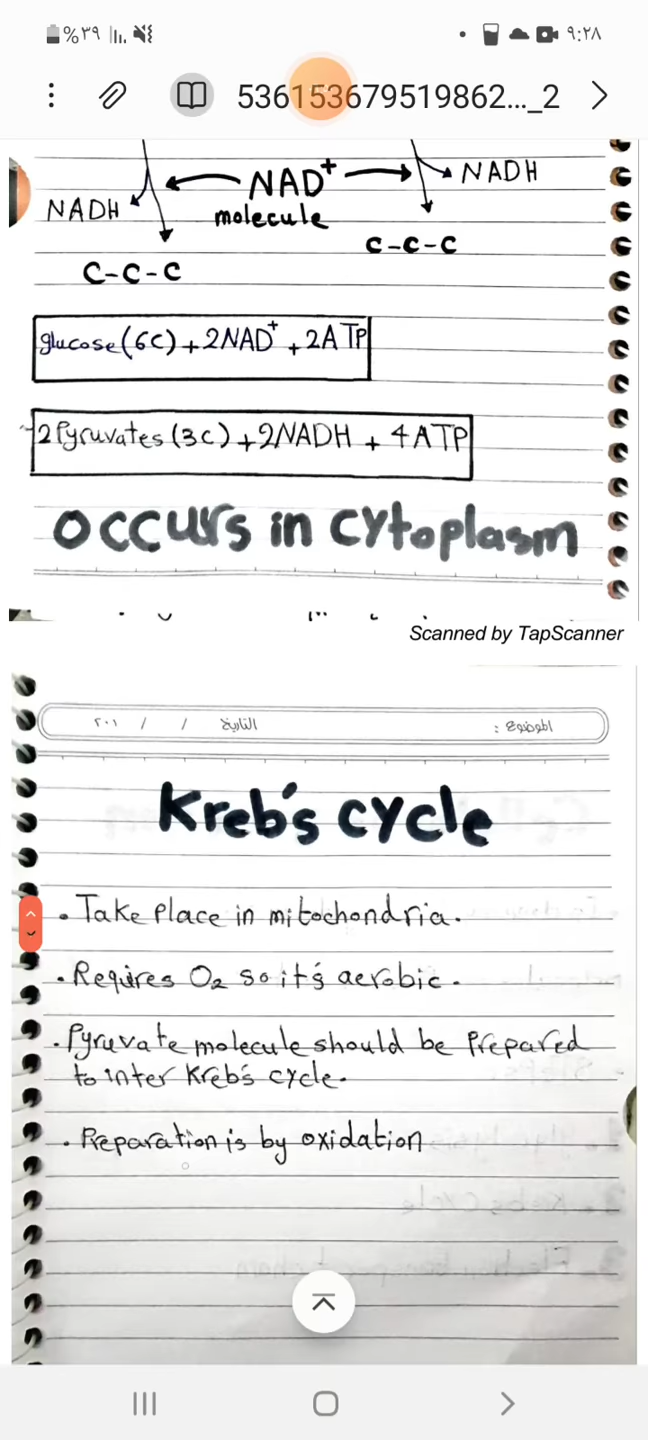 %٣٩
٩:٢٨
536153679519862..._2
NADH
NAD+
molecule
NADH
C-C-C
C-C-C
glucose(6C)+2NAD+ +2ATP
2Pyruvates(3C)+2NADH + 4ATP
occurs in cytoplasm
Scanned by TapScanner
الموضوع :
التاريخ / / ٢٠١
Kreb's cycle
. Take Place in mitochondria.
. Requires O2 so it's aerobic.
. Pyruvate molecule should be Prepared
to inter Kreb's cycle.
. Preparation is by oxidation